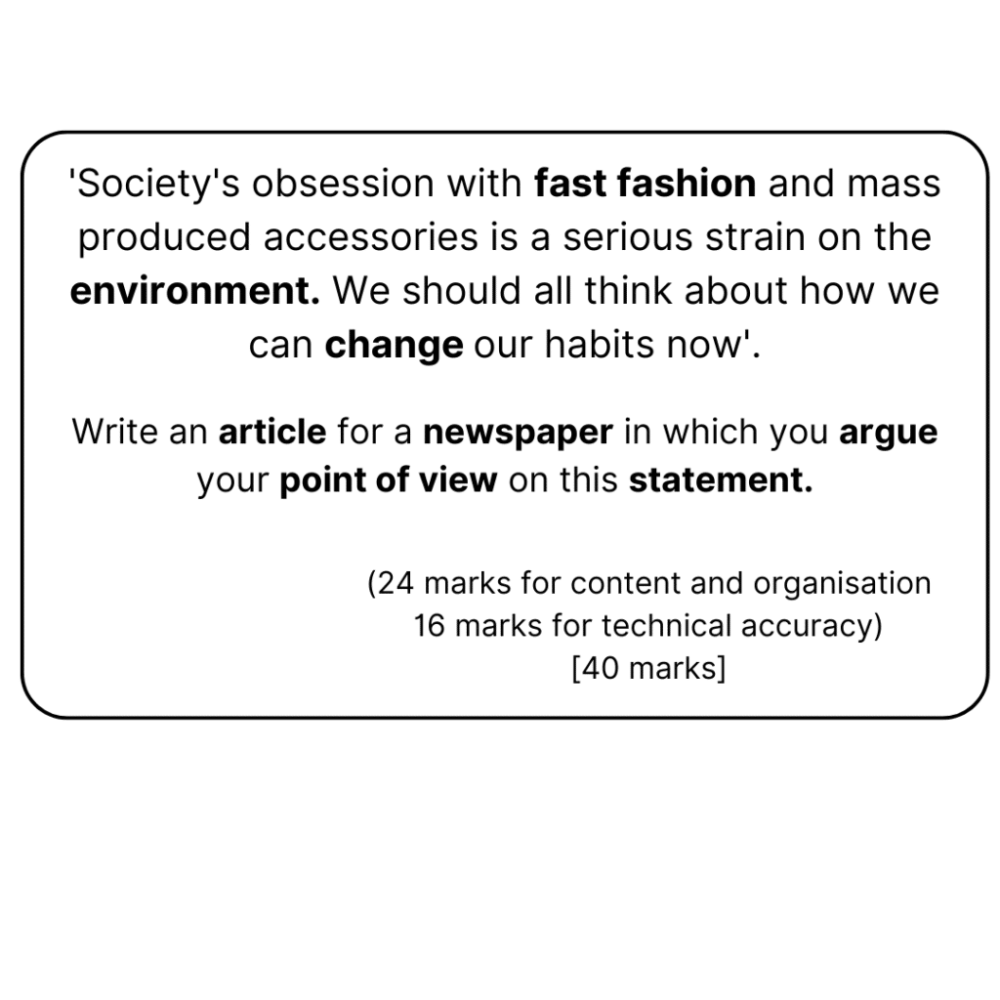 'Society's obsession with fast fashion and mass
produced accessories is a serious strain on the
environment. We should all think about how we
can change our habits now'.
Write an article for a newspaper in which you argue
your point of view on this statement.
(24 marks for content and organisation
16 marks for technical accuracy)
[40 marks]